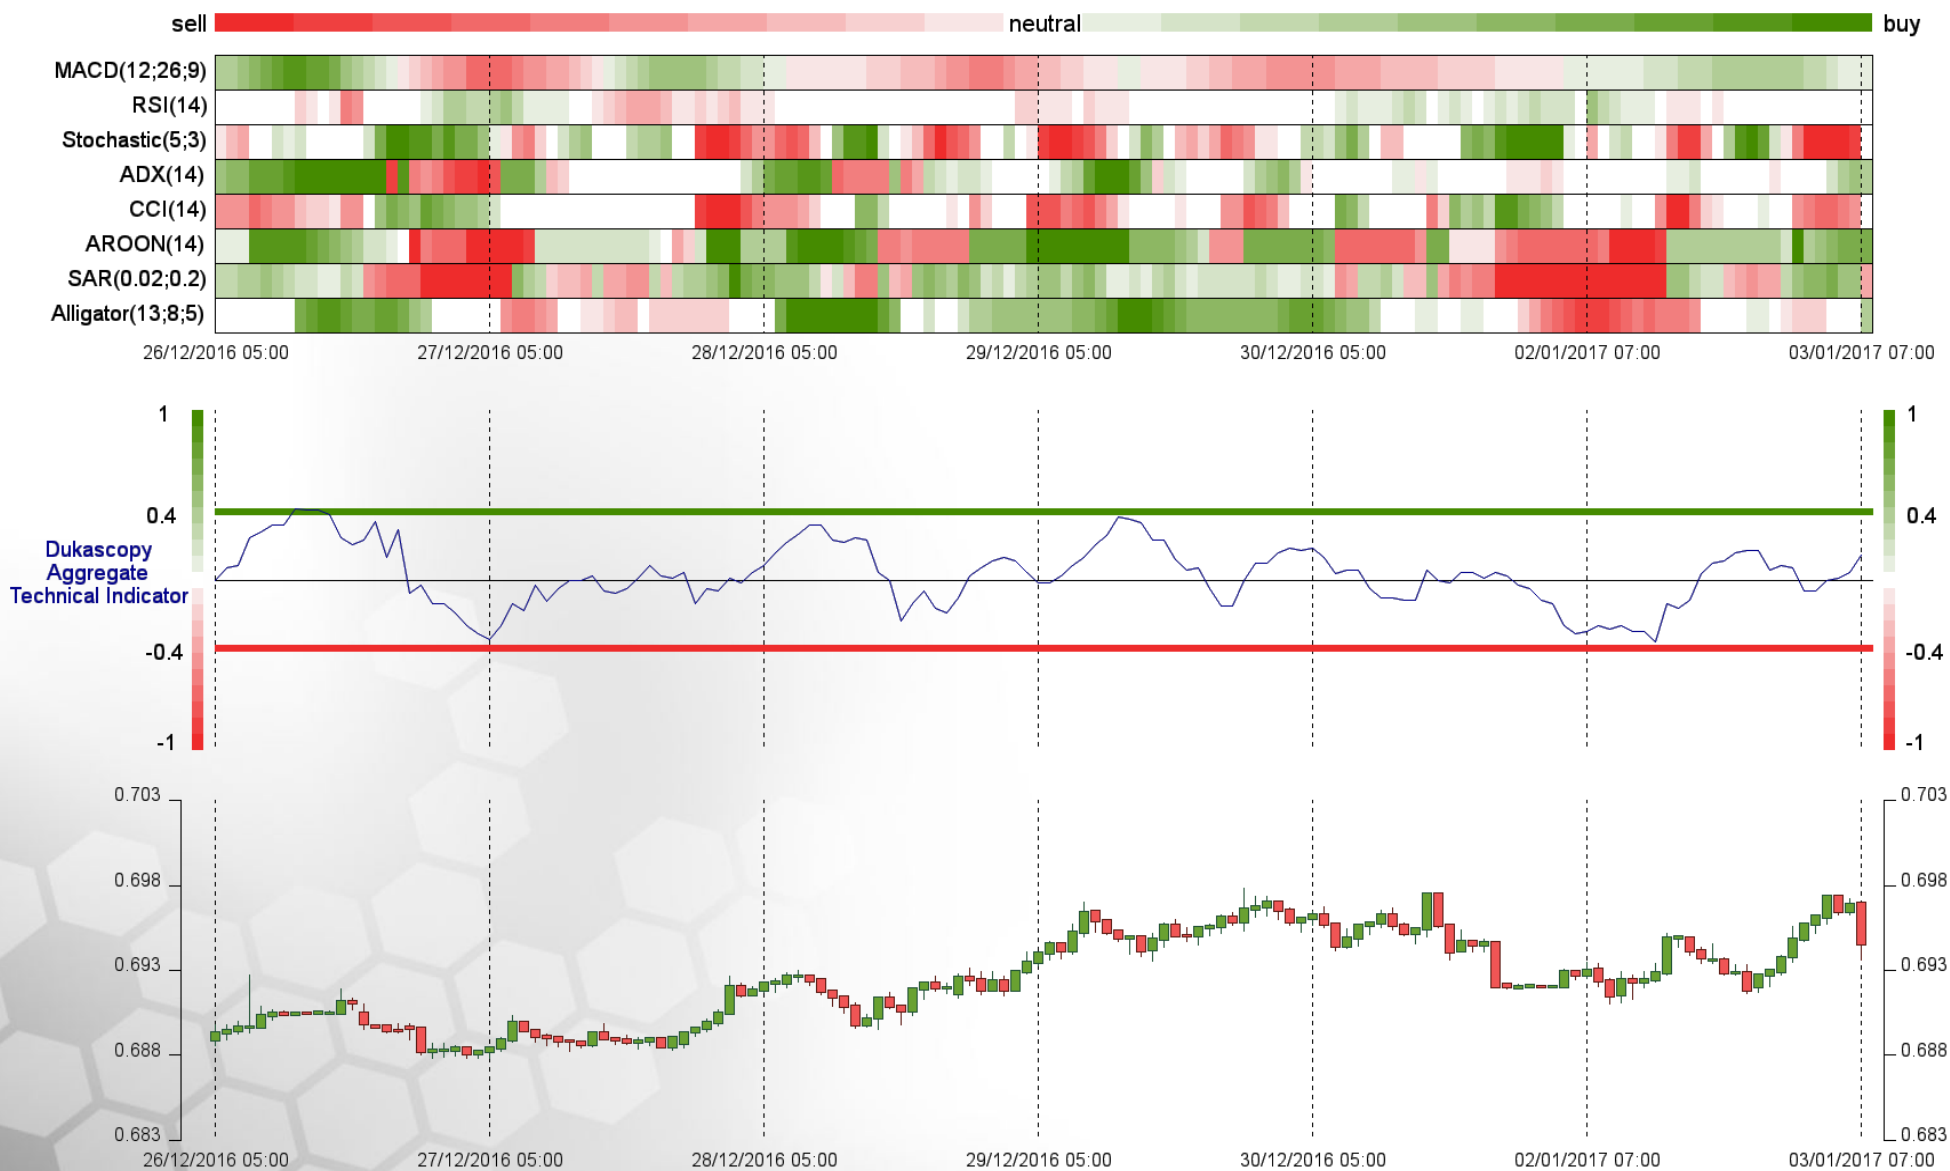 sell neutral buy
MACD(12;26;9)
RSI(14)
Stochastic(5;3)
ADX(14)
CCI(14)
AROON(14)
SAR(0.02;0.2)
Alligator(13;8;5)
26/12/2016 05:00 27/12/2016 05:00 28/12/2016 05:00 29/12/2016 05:00 30/12/2016 05:00 02/01/2017 07:00 03/01/2017 07:00
1 1
0.4 0.4
Dukascopy
Aggregate
Technical Indicator
-0.4 -0.4
-1 -1
0.703 0.703
0.698 0.698
0.693 0.693
0.688 0.688
0.683 0.683
26/12/2016 05:00 27/12/2016 05:00 28/12/2016 05:00 29/12/2016 05:00 30/12/2016 05:00 02/01/2017 07:00 03/01/2017 07:00